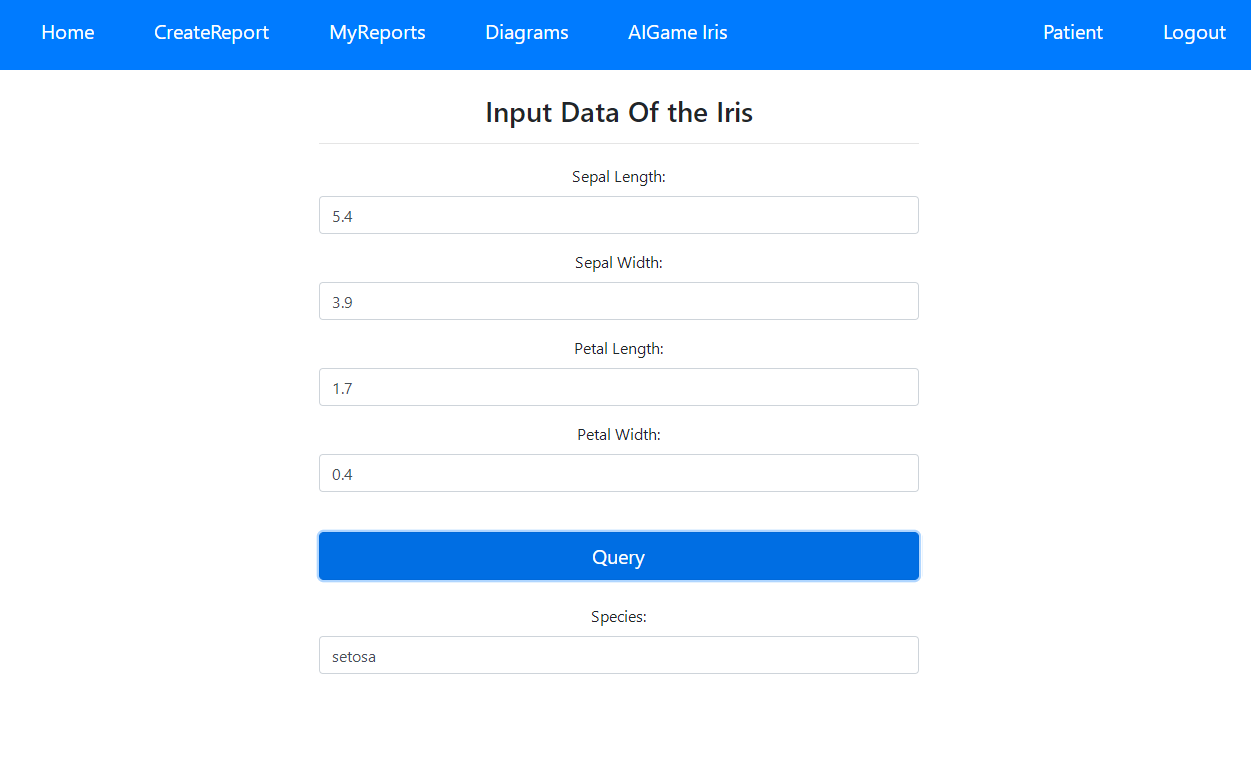 Home CreateReport MyReports Diagrams AIGame Iris Patient Logout
Input Data Of the Iris
Sepal Length:
5.4
Sepal Width:
3.9
Petal Length:
1.7
Petal Width:
0.4
Query
Species:
setosa